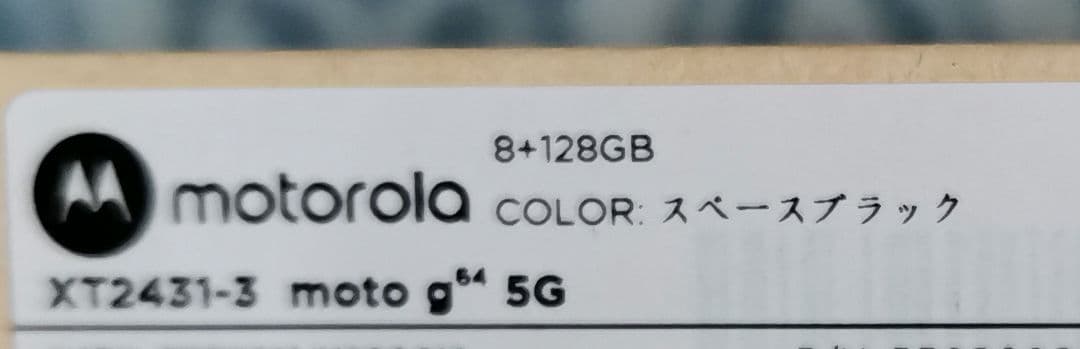 8+128GB
motorola COLOR: スペースブラック
XT2431-3 moto g64 5G